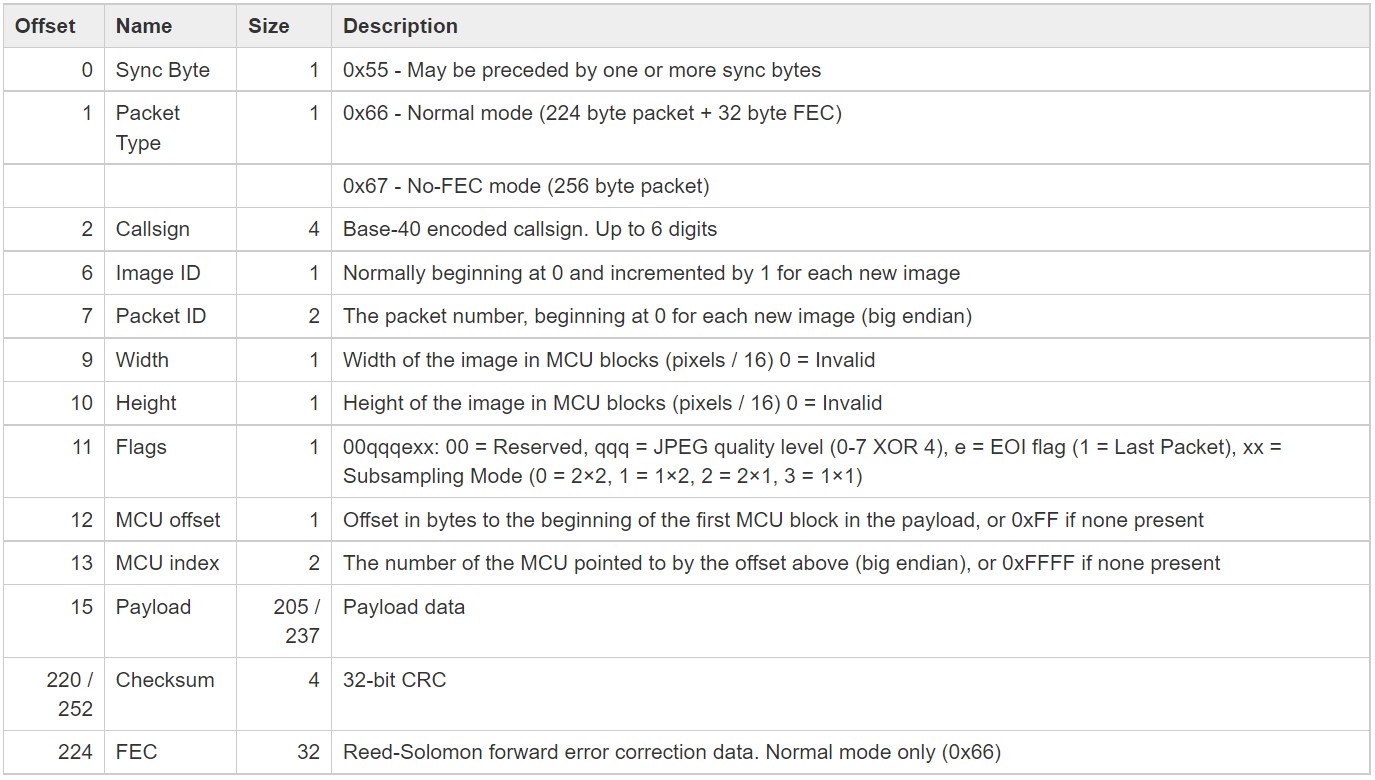 Offset Name Size Description
0 Sync Byte 1 0x55 - May be preceded by one or more sync bytes
1 Packet Type 1 0x66 - Normal mode (224 byte packet + 32 byte FEC)
0x67 - No-FEC mode (256 byte packet)
2 Callsign 4 Base-40 encoded callsign. Up to 6 digits
6 Image ID 1 Normally beginning at 0 and incremented by 1 for each new image
7 Packet ID 2 The packet number, beginning at 0 for each new image (big endian)
9 Width 1 Width of the image in MCU blocks (pixels / 16) 0 = Invalid
10 Height 1 Height of the image in MCU blocks (pixels / 16) 0 = Invalid
11 Flags 1 00qqqexx: 00 = Reserved, qqq = JPEG quality level (0-7 XOR 4), e = EOI flag (1 = Last Packet), xx =
Subsampling Mode (0 = 2×2, 1 = 1×2, 2 = 2×1, 3 = 1×1)
12 MCU offset 1 Offset in bytes to the beginning of the first MCU block in the payload, or 0xFF if none present
13 MCU index 2 The number of the MCU pointed to by the offset above (big endian), or 0xFFFF if none present
15 Payload 205 / 237 Payload data
220 / 252 Checksum 4 32-bit CRC
224 FEC 32 Reed-Solomon forward error correction data. Normal mode only (0x66)